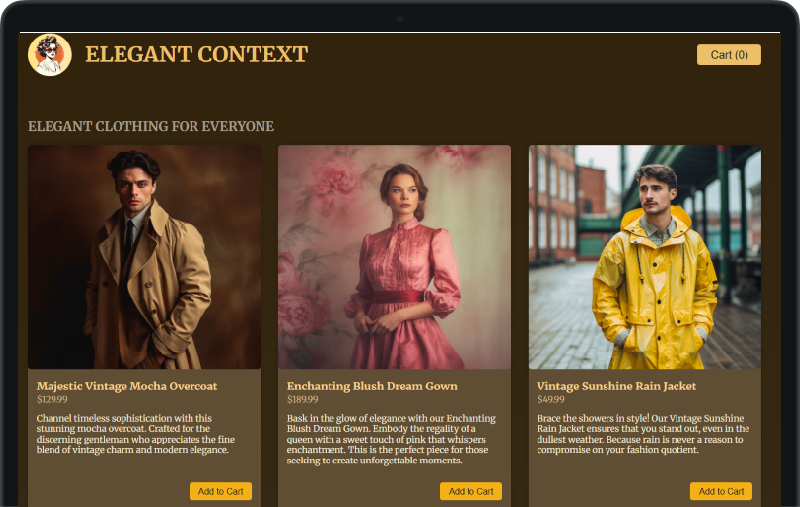 ELEGANT CONTEXT
Cart (0)
ELEGANT CLOTHING FOR EVERYONE
Majestic Vintage Mocha Overcoat
$129.99
Channel timeless sophistication with this
stunning mocha overcoat. Crafted for the
discerning gentleman who appreciates the fine
blend of vintage charm and modern elegance.
Add to Cart
Enchanting Blush Dream Gown
$189.99
Bask in the glow of elegance with our Enchanting
Blush Dream Gown. Embody the regality of a
queen with a sweet touch of pink that whispers
enchantment. This is the perfect piece for those
seeking to create unforgettable moments.
Add to Cart
Vintage Sunshine Rain Jacket
$49.99
Brace the showers in style! Our Vintage Sunshine
Rain Jacket ensures that you stand out, even in the
dullest weather. Because rain is never a reason to
compromise on your fashion quotient.
Add to Cart